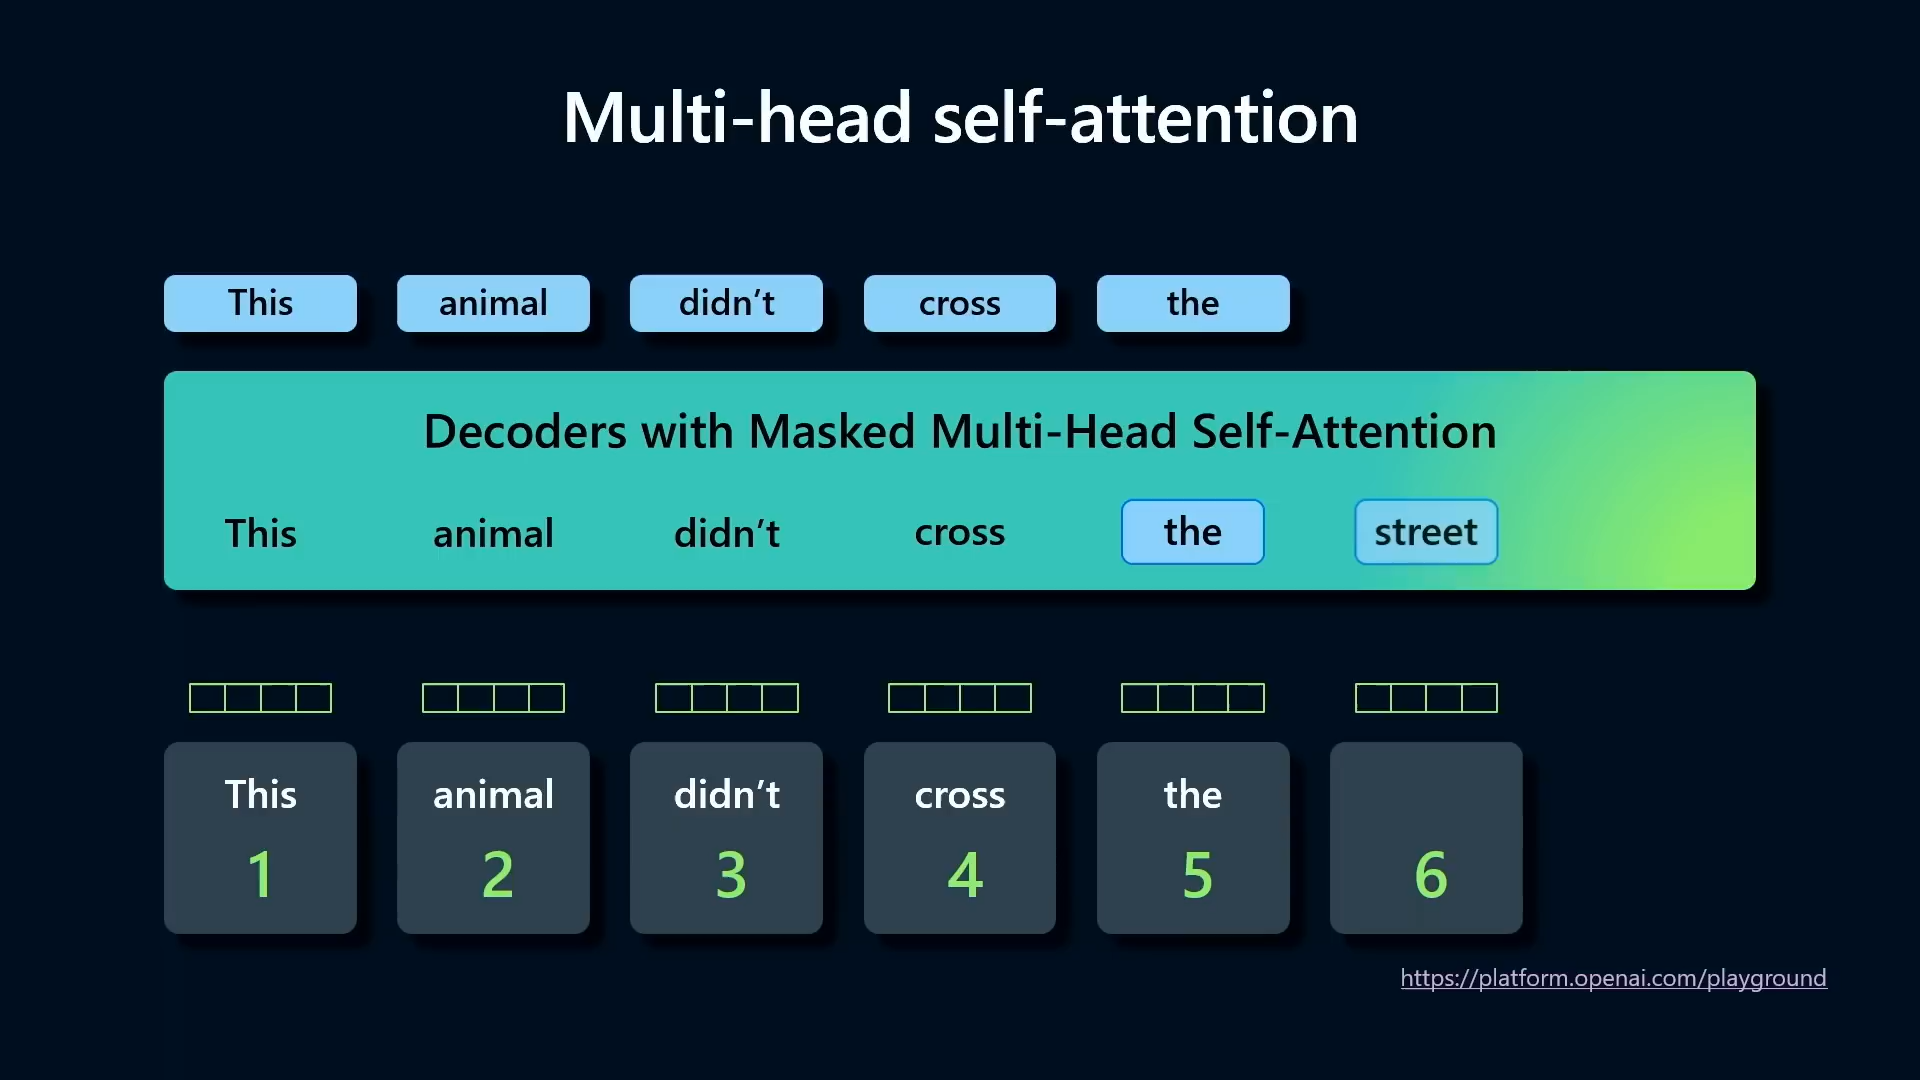 Multi-head self-attention
This animal didn’t cross the
Decoders with Masked Multi-Head Self-Attention
This animal didn’t cross the street
This animal didn’t cross the
1 2 3 4 5 6
https://platform.openai.com/playground